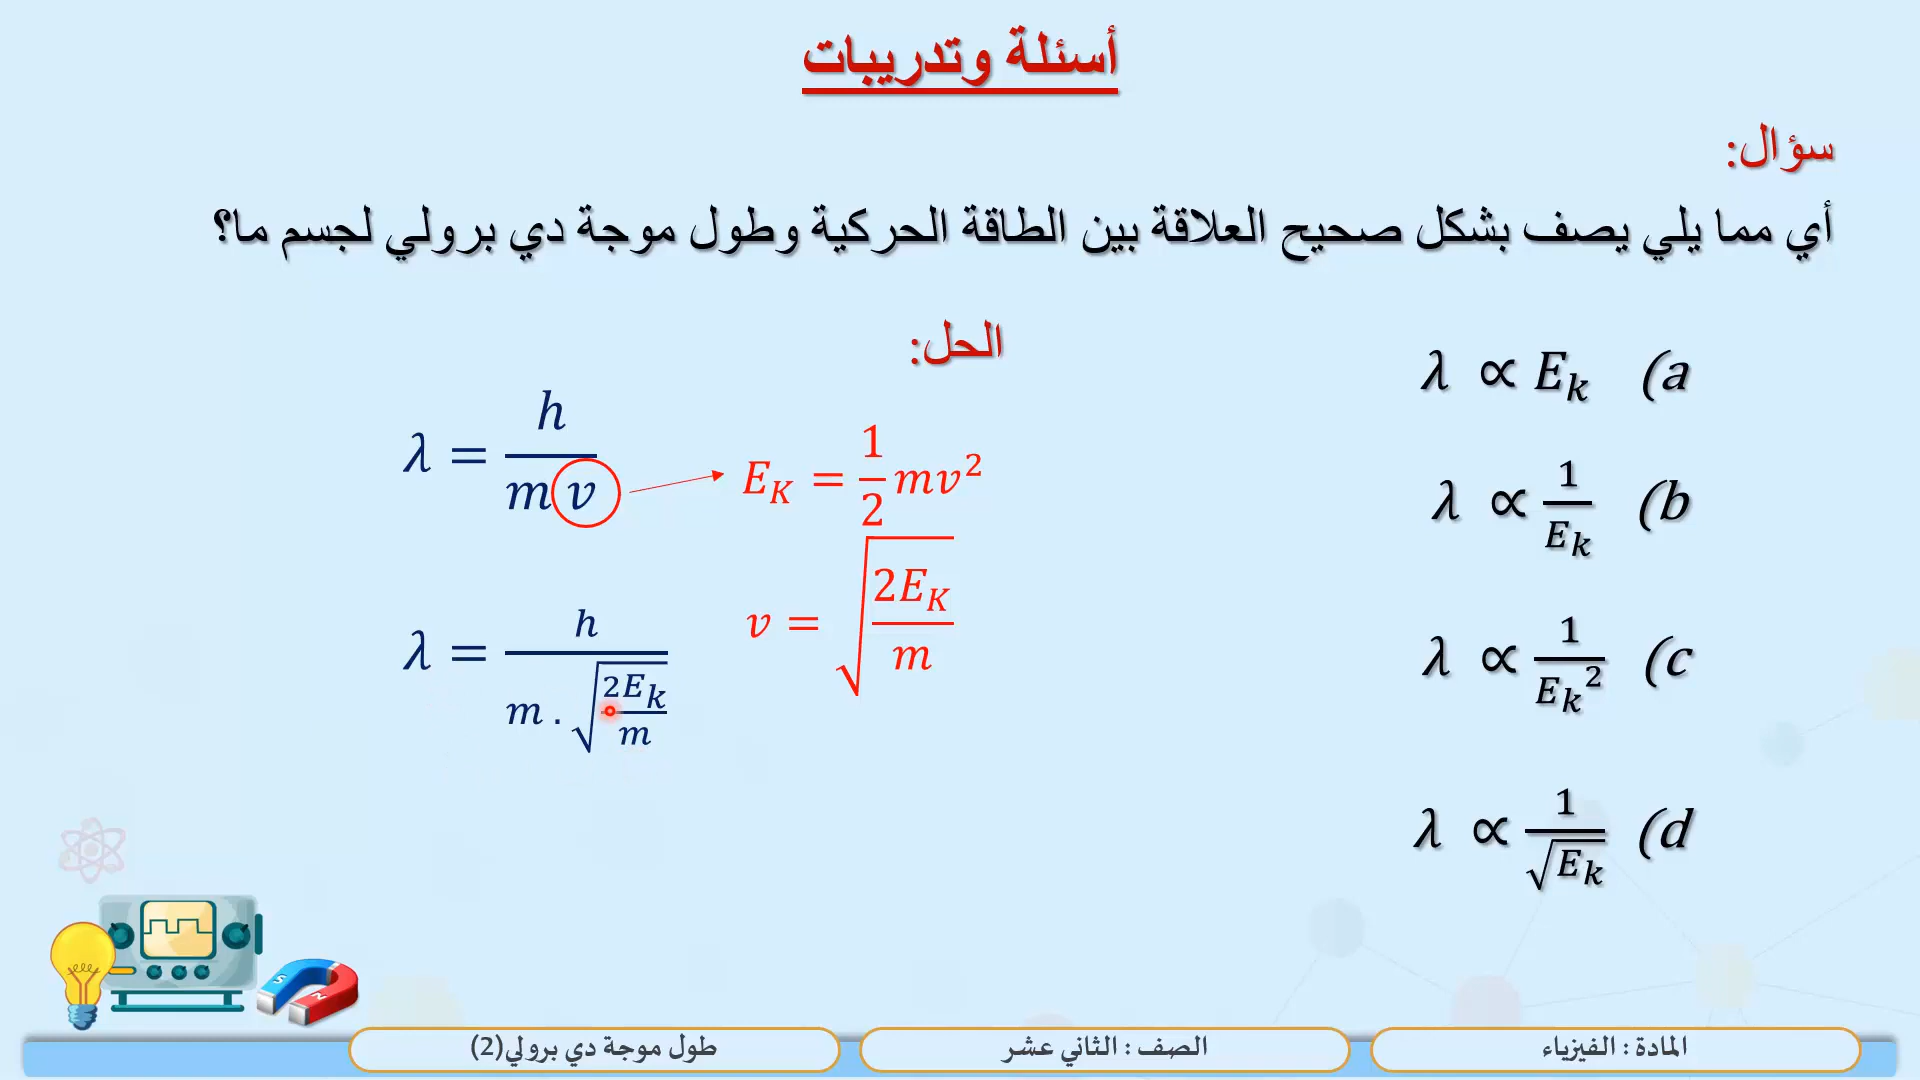 أسئلة وتدريبات
سؤال:
أي مما يلي يصف بشكل صحيح العلاقة بين الطاقة الحركية وطول موجة دي برولي لجسم ما؟
(a λ ∝ E_k
(b λ ∝ 1/E_k
(c λ ∝ 1/E_k²
(d λ ∝ 1/√E_k
الحل:
λ = h/(m v)
E_K = 1/2 mv²
v = √(2E_K/m)
λ = h/(m . √(2E_k/m))
S N
المادة : الفيزياء
الصف : الثاني عشر
طول موجة دي برولي(2)